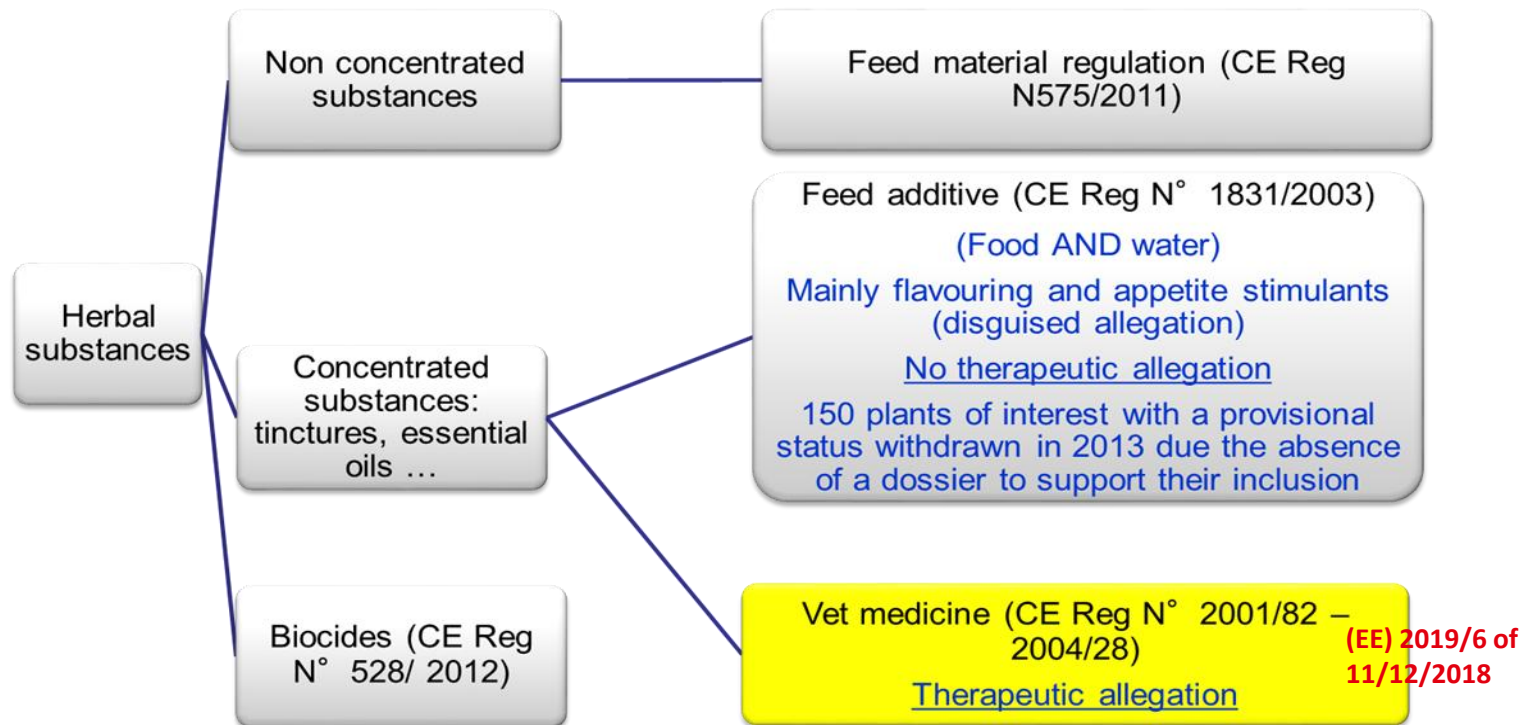 Non concentrated
substances
Feed material regulation (CE Reg
N575/2011)
Herbal
substances
Concentrated
substances:
tinctures, essential
oils …
Feed additive (CE Reg N° 1831/2003)
(Food AND water)
Mainly flavouring and appetite stimulants
(disguised allegation)
No therapeutic allegation
150 plants of interest with a provisional
status withdrawn in 2013 due the absence
of a dossier to support their inclusion
Biocides (CE Reg
N° 528/ 2012)
Vet medicine (CE Reg N° 2001/82 –
2004/28)
Therapeutic allegation
(EE) 2019/6 of
11/12/2018